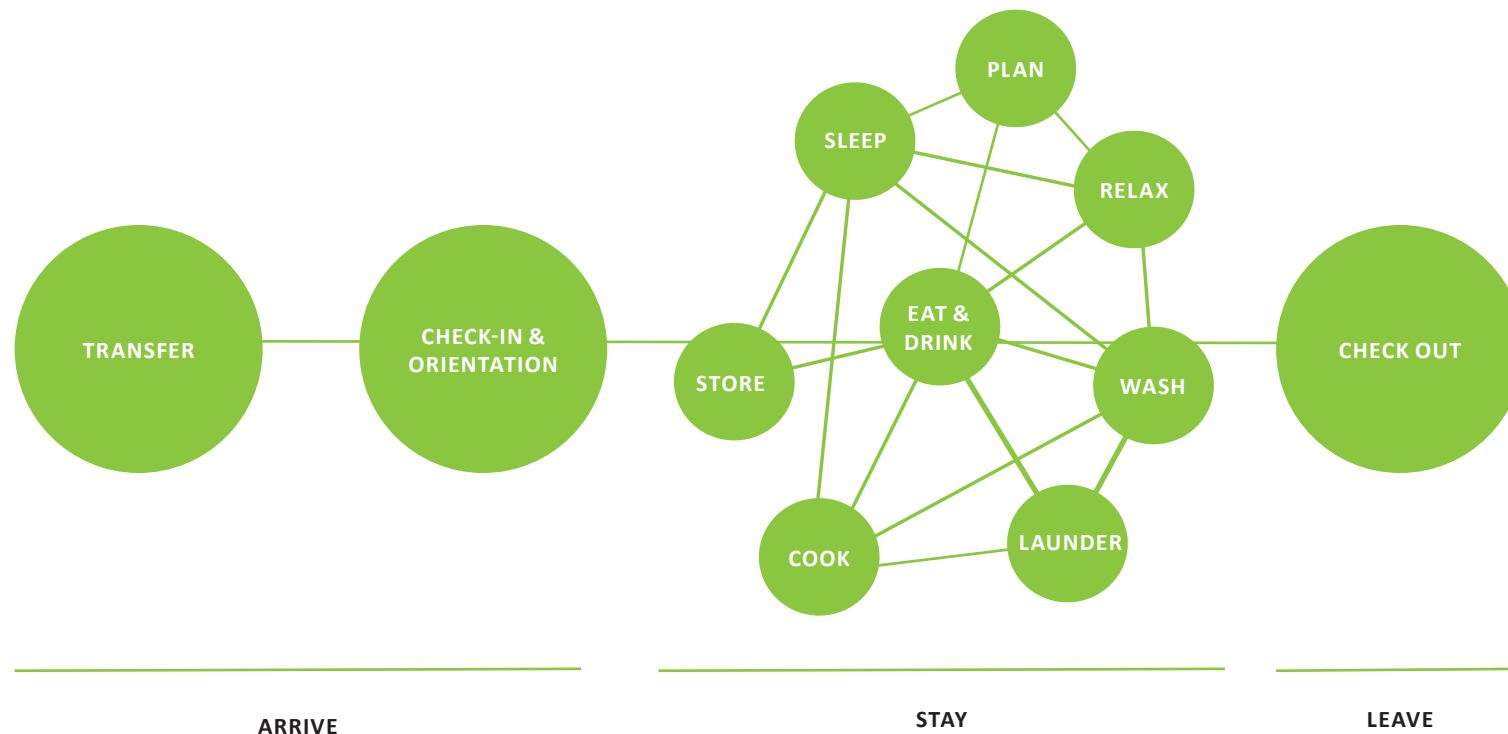 PLAN
SLEEP
RELAX
TRANSFER
CHECK-IN &
ORIENTATION
EAT &
DRINK
STORE
WASH
CHECK OUT
COOK
LAUNDER
ARRIVE
STAY
LEAVE